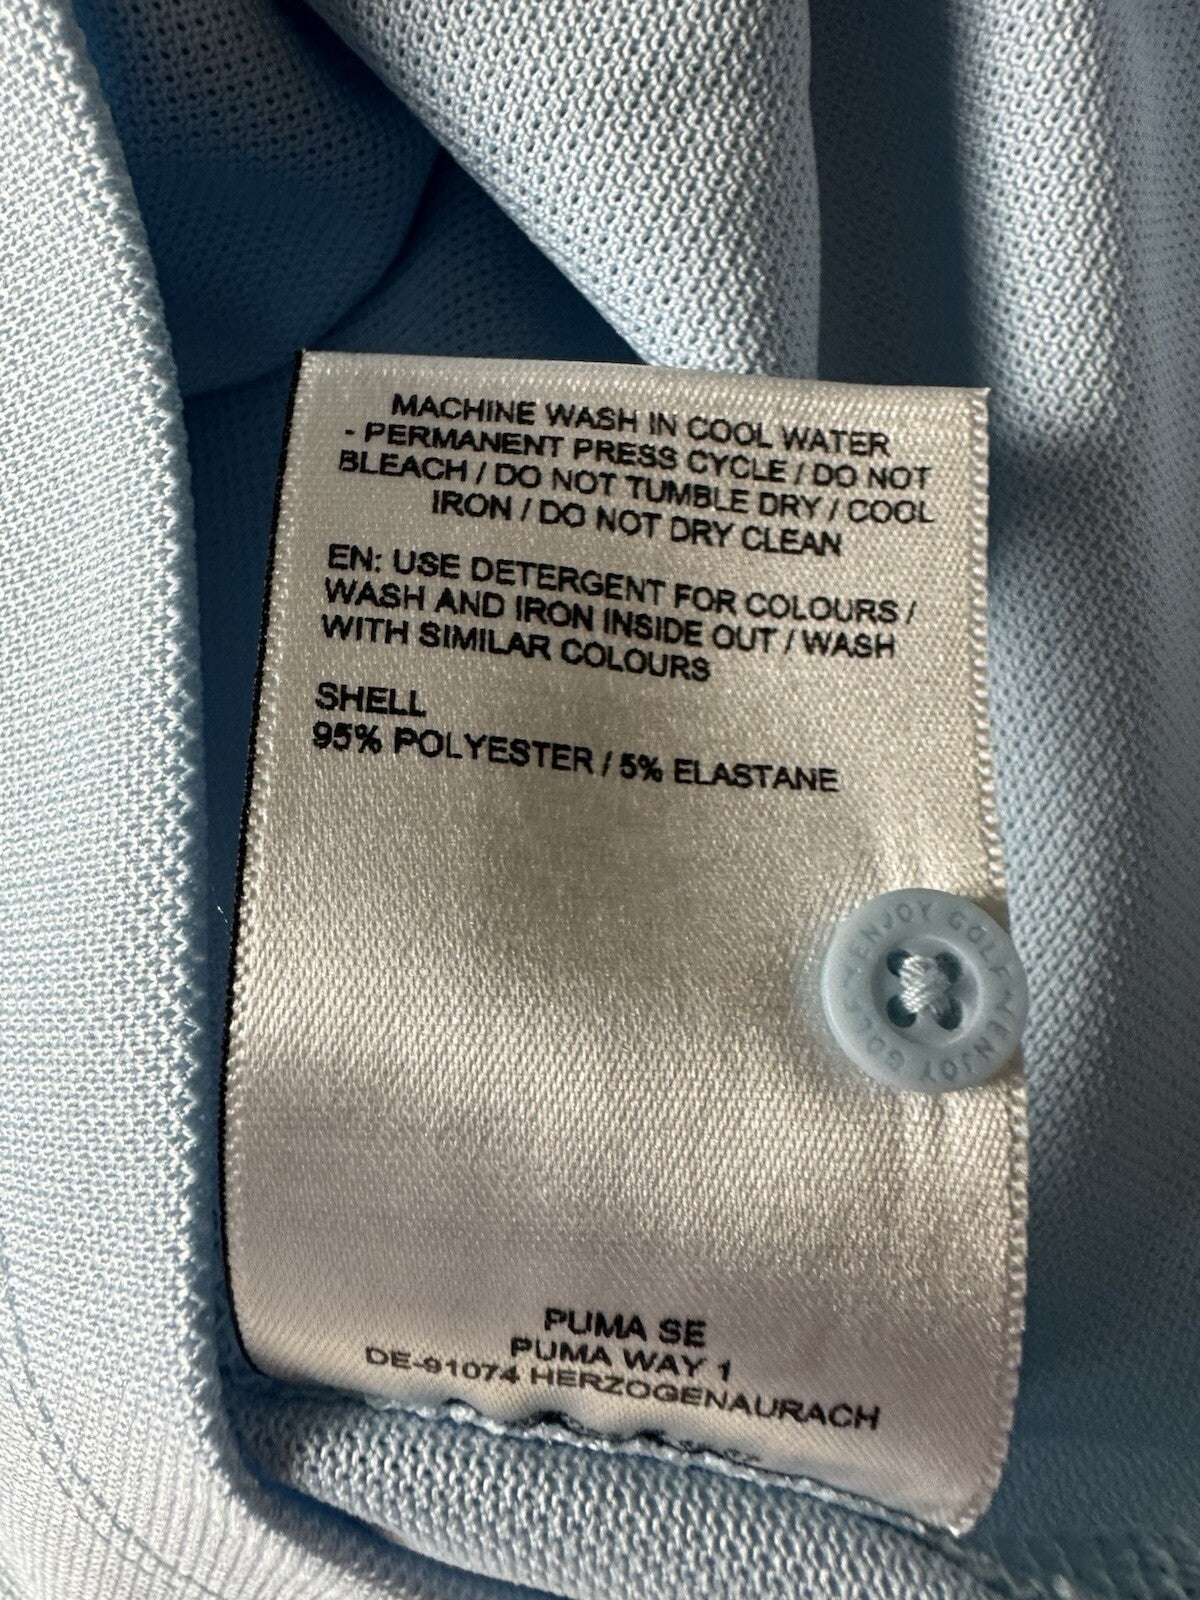 MACHINE WASH IN COOL WATER
- PERMANENT PRESS CYCLE / DO NOT
BLEACH / DO NOT TUMBLE DRY / COOL
IRON / DO NOT DRY CLEAN
EN: USE DETERGENT FOR COLOURS /
WASH AND IRON INSIDE OUT / WASH
WITH SIMILAR COLOURS
SHELL
95% POLYESTER / 5% ELASTANE
ENJOY GOLF ENJOY GOLF
PUMA SE
PUMA WAY 1
DE-91074 HERZOGENAURACH